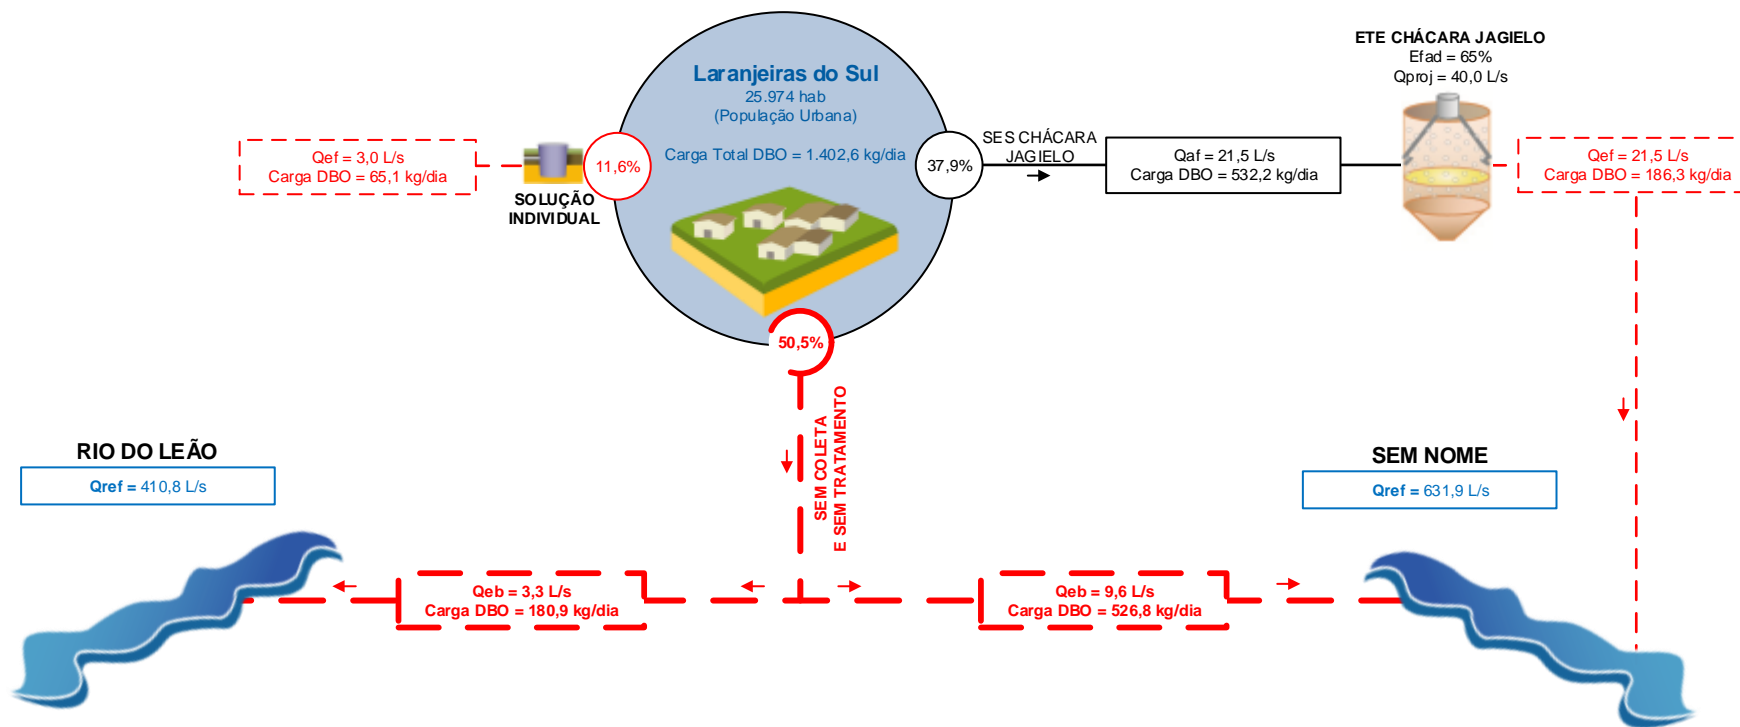 ETE CHÁCARA JAGIELO
Efad = 65%
Qproj = 40,0 L/s
Laranjeiras do Sul
25.974 hab
(População Urbana)
Carga Total DBO = 1.402,6 kg/dia
Qef = 3,0 L/s
Carga DBO = 65,1 kg/dia
SOLUÇÃO
INDIVIDUAL
11,6%
37,9%
SES CHÁCARA
JAGIELO
Qaf = 21,5 L/s
Carga DBO = 532,2 kg/dia
Qef = 21,5 L/s
Carga DBO = 186,3 kg/dia
50,5%
SEM COLETA
E SEM TRATAMENTO
RIO DO LEÃO
Qref = 410,8 L/s
SEM NOME
Qref = 631,9 L/s
Qeb = 3,3 L/s
Carga DBO = 180,9 kg/dia
Qeb = 9,6 L/s
Carga DBO = 526,8 kg/dia